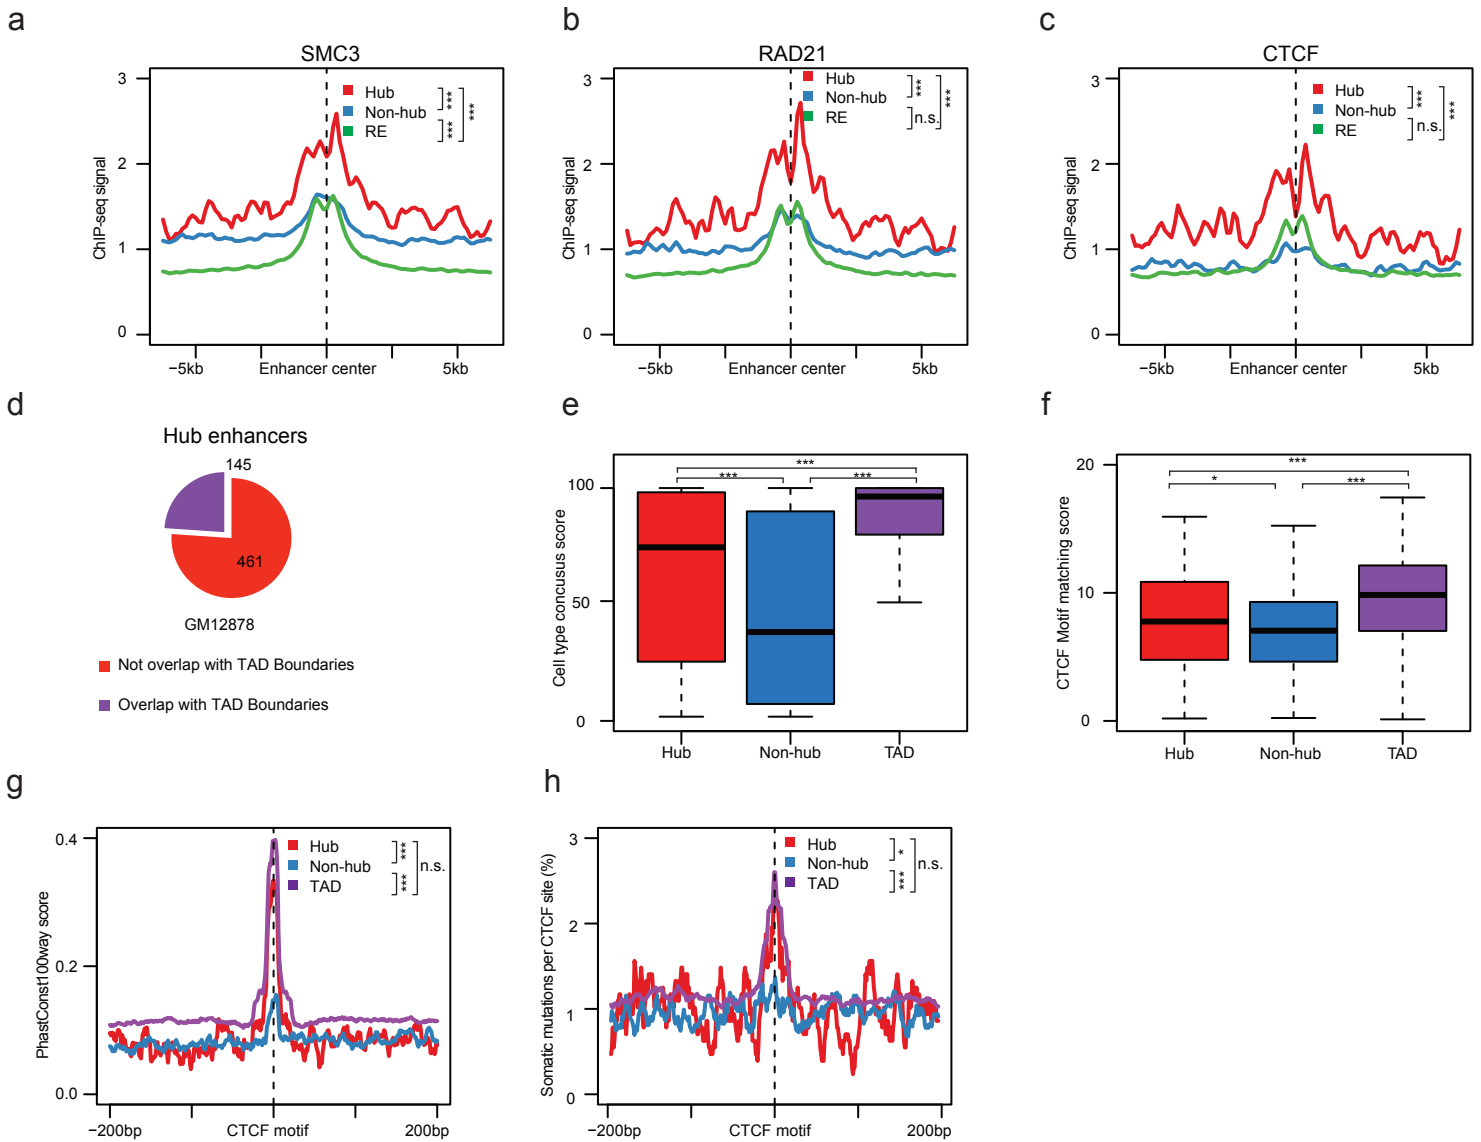 a
SMC3
3
2
1
0
ChIP-seq signal
Hub
Non-hub
RE
***
***
***
−5kb
Enhancer center
5kb
b
RAD21
3
2
1
0
ChIP-seq signal
Hub
Non-hub
RE
***
n.s.
***
−5kb
Enhancer center
5kb
c
CTCF
3
2
1
0
ChIP-seq signal
Hub
Non-hub
RE
***
n.s.
***
−5kb
Enhancer center
5kb
d
Hub enhancers
145
461
GM12878
Not overlap with TAD Boundaries
Overlap with TAD Boundaries
e
100
50
0
Cell type concusus score
***
***
***
Hub
Non-hub
TAD
f
20
10
0
CTCF Motif matching score
***
*
***
Hub
Non-hub
TAD
g
0.4
0.2
0.0
PhastConst100way score
Hub
Non-hub
TAD
***
***
n.s.
−200bp
CTCF motif
200bp
h
3
2
1
0
Somatic mutations per CTCF site (%)
Hub
Non-hub
TAD
*
***
n.s.
−200bp
CTCF motif
200bp